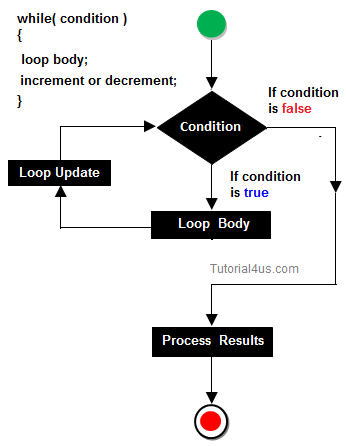 while( condition )
{
loop body;
increment or decrement;
}
If condition
is false
Condition
If condition
is true
Loop Update
Loop Body
Tutorial4us.com
Process Results